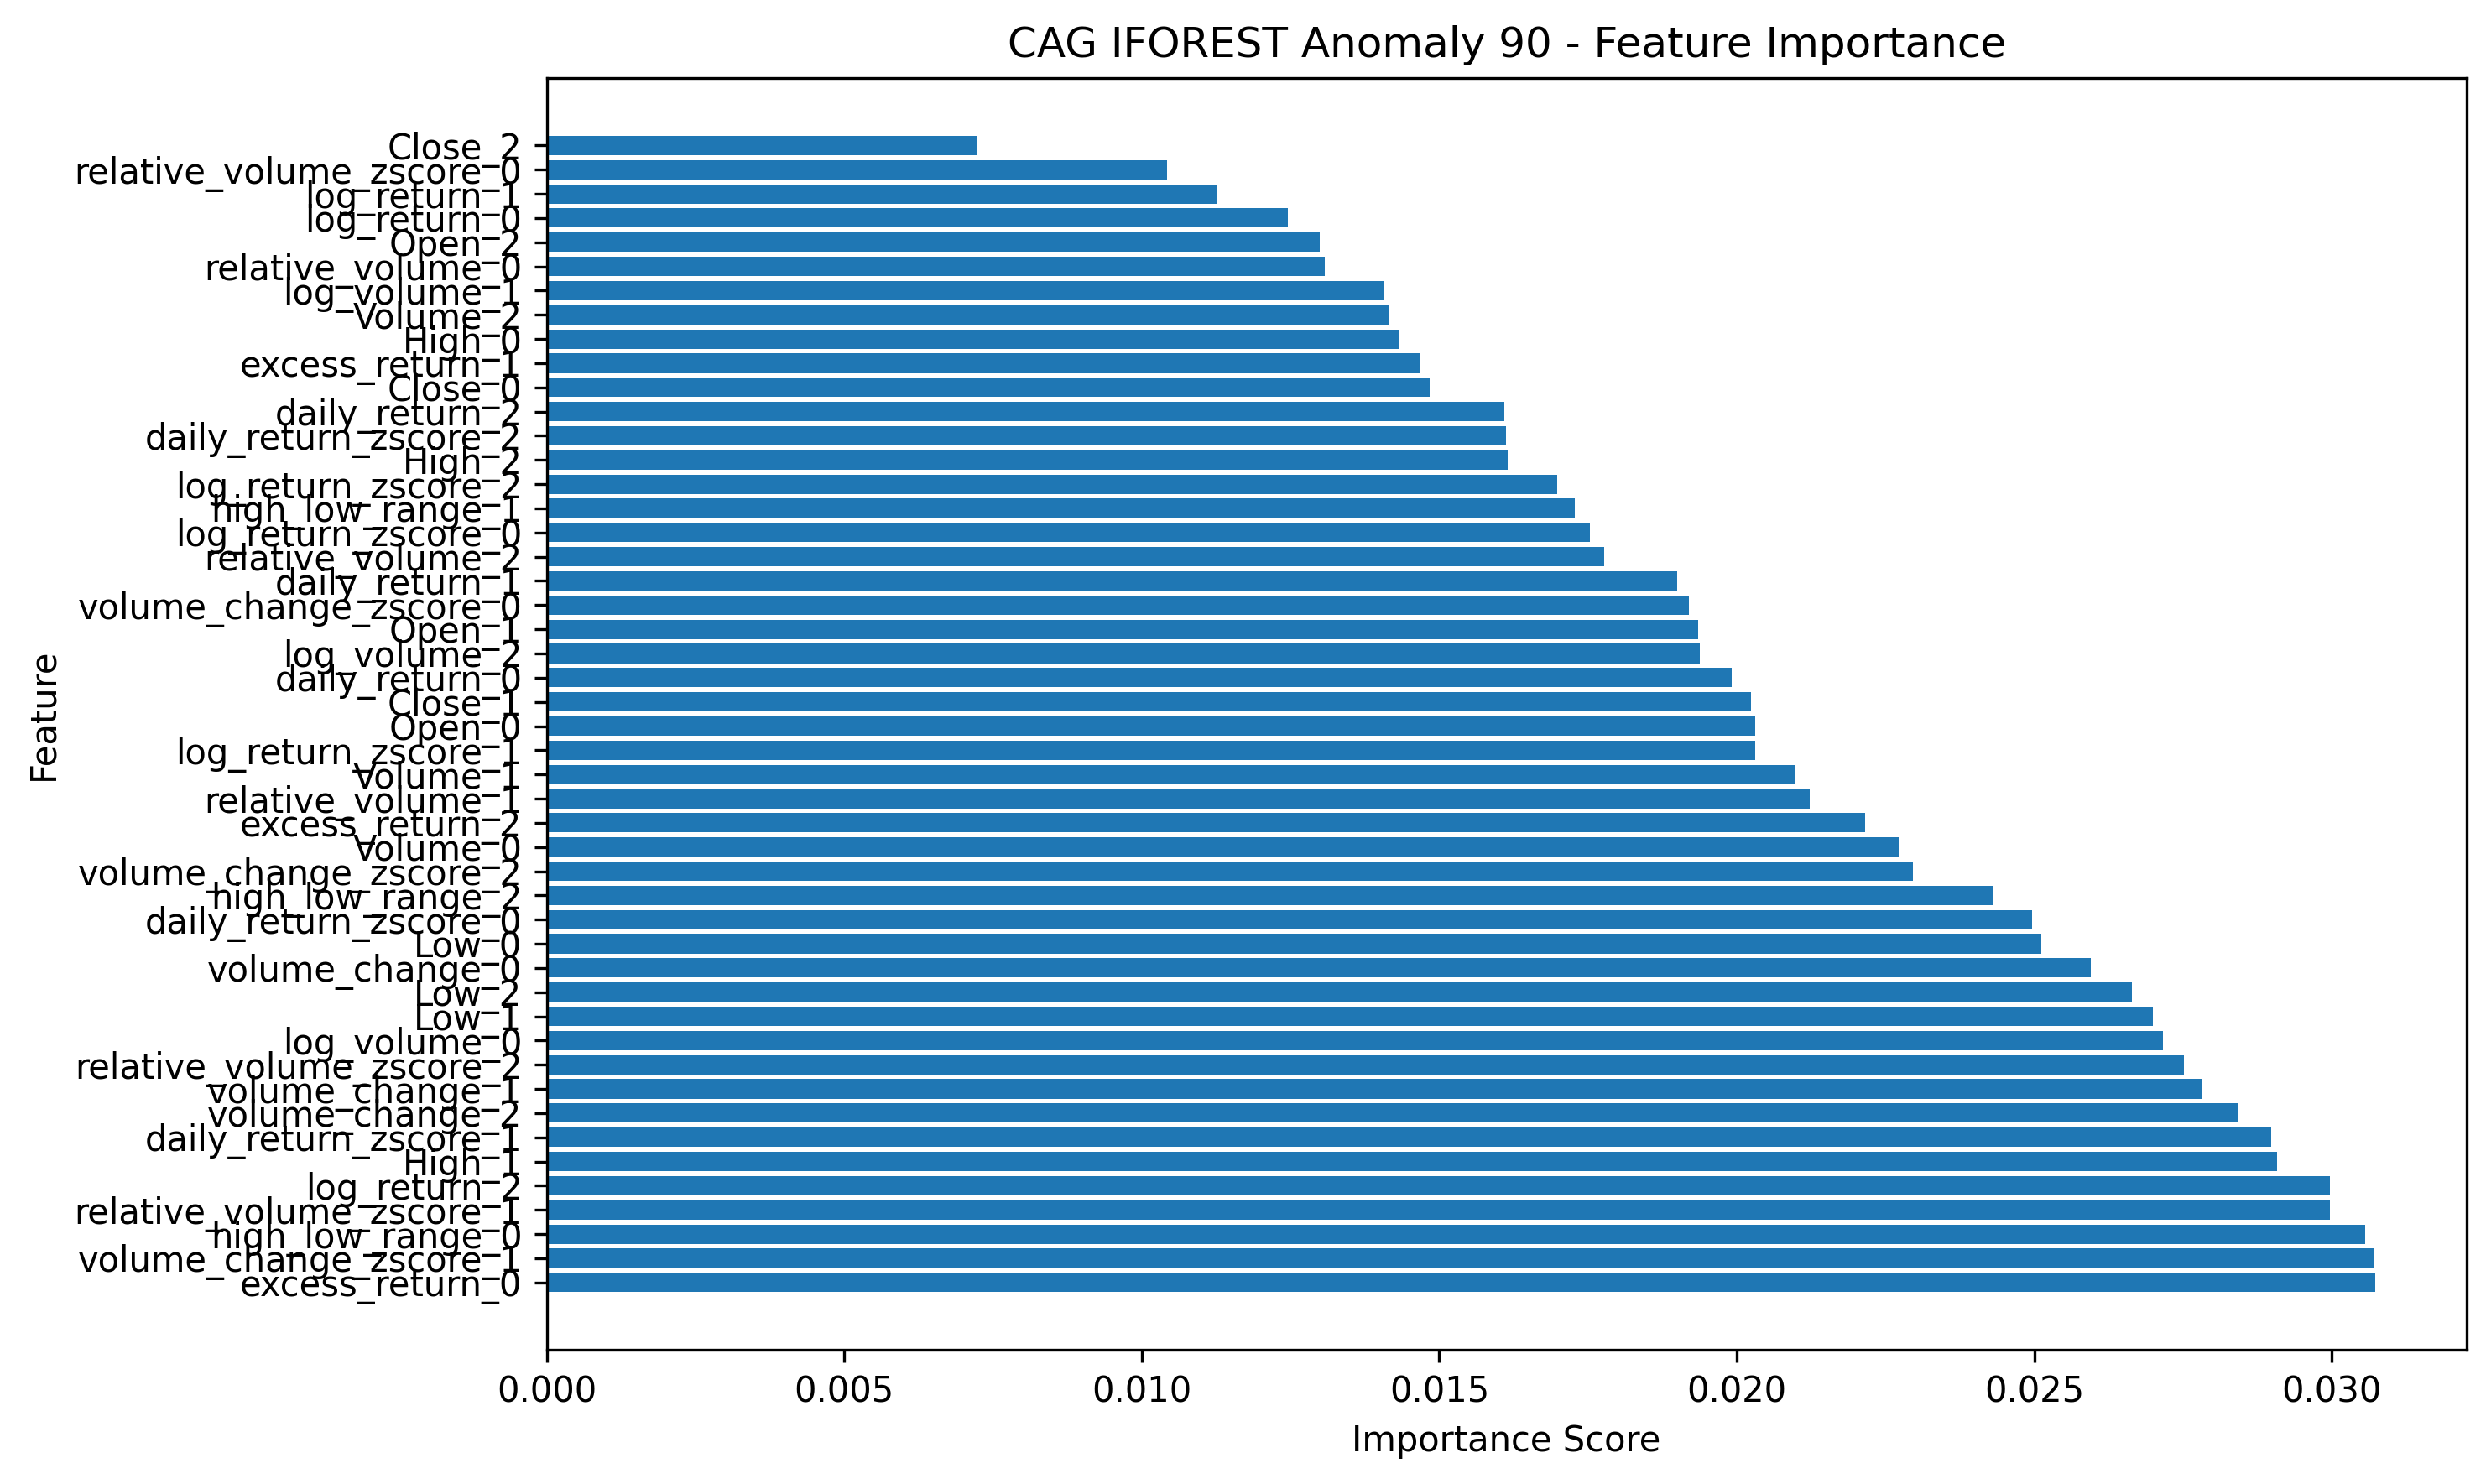 CAG IFOREST Anomaly 90 - Feature Importance
Close_2
relative_volume_zscore_0
log_return_1
log_return_0
Open_2
relative_volume_0
log_volume_1
Volume_2
High_0
excess_return_1
Close_0
daily_return_2
daily_return_zscore_2
High_2
log_return_zscore_2
high_low_range_1
log_return_zscore_0
relative_volume_2
daily_return_1
volume_change_zscore_0
Open_1
log_volume_2
daily_return_0
Close_1
Open_0
log_return_zscore_1
Volume_1
relative_volume_1
excess_return_2
Volume_0
volume_change_zscore_2
high_low_range_2
daily_return_zscore_0
Low_0
volume_change_0
Low_2
Low_1
log_volume_0
relative_volume_zscore_2
volume_change_1
volume_change_2
daily_return_zscore_1
High_1
log_return_2
relative_volume_zscore_1
high_low_range_0
volume_change_zscore_1
excess_return_0
Feature
0.000 0.005 0.010 0.015 0.020 0.025 0.030
Importance Score